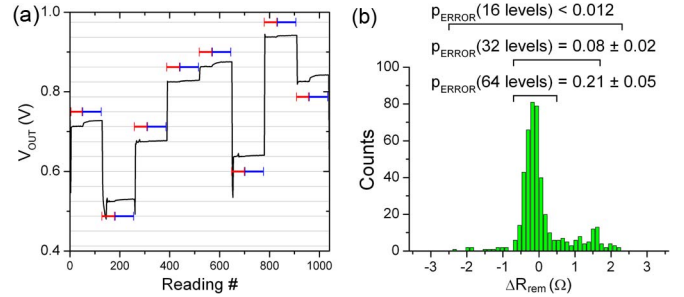 (a)
1.0
0.8
0.6
0.4
V_OUT (V)
0 200 400 600 800 1000
Reading #
(b)
p_ERROR(16 levels) < 0.012
p_ERROR(32 levels) = 0.08 ± 0.02
p_ERROR(64 levels) = 0.21 ± 0.05
100
80
60
40
20
0
Counts
-3 -2 -1 0 1 2 3
ΔR_rem (Ω)